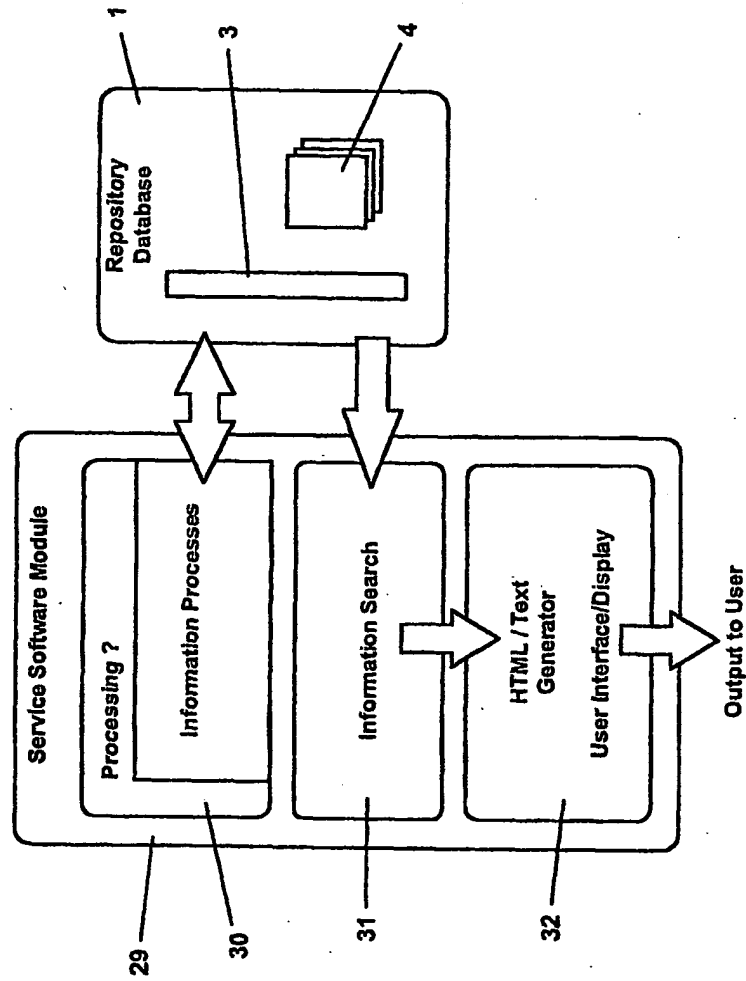 Service Software Module
Processing ?
Information Processes
Information Search
HTML / Text
Generator
User Interface/Display
Output to User
Repository
Database
1
3
4
29
30
31
32